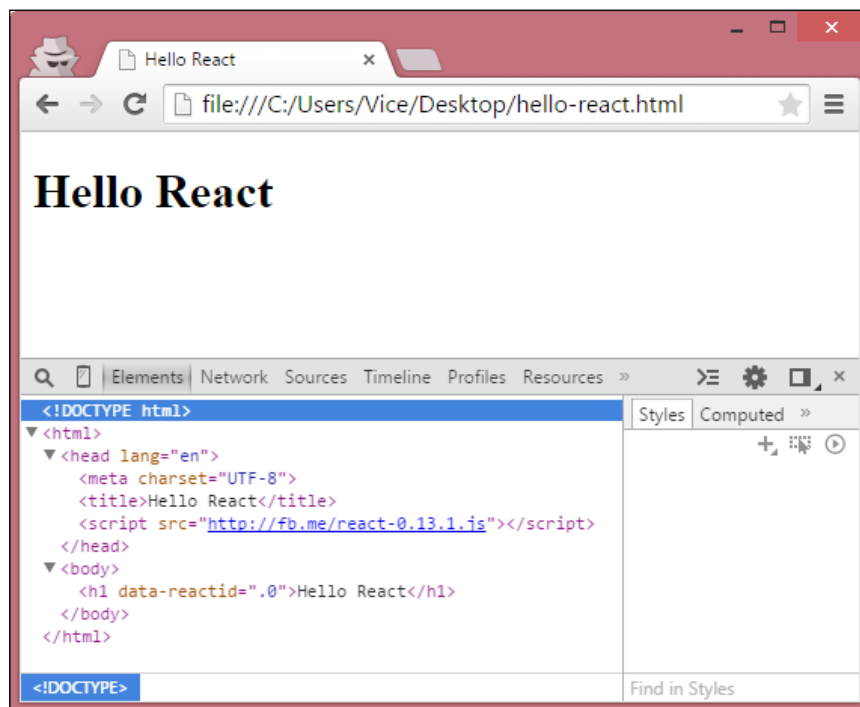 Hello React
file:///C:/Users/Vice/Desktop/hello-react.html
Hello React
Elements Network Sources Timeline Profiles Resources »
<!DOCTYPE html>
<html>
<head lang="en">
<meta charset="UTF-8">
<title>Hello React</title>
<script src="http://fb.me/react-0.13.1.js"></script>
</head>
<body>
<h1 data-reactid=".0">Hello React</h1>
</body>
</html>
<!DOCTYPE>
Styles Computed »
Find in Styles